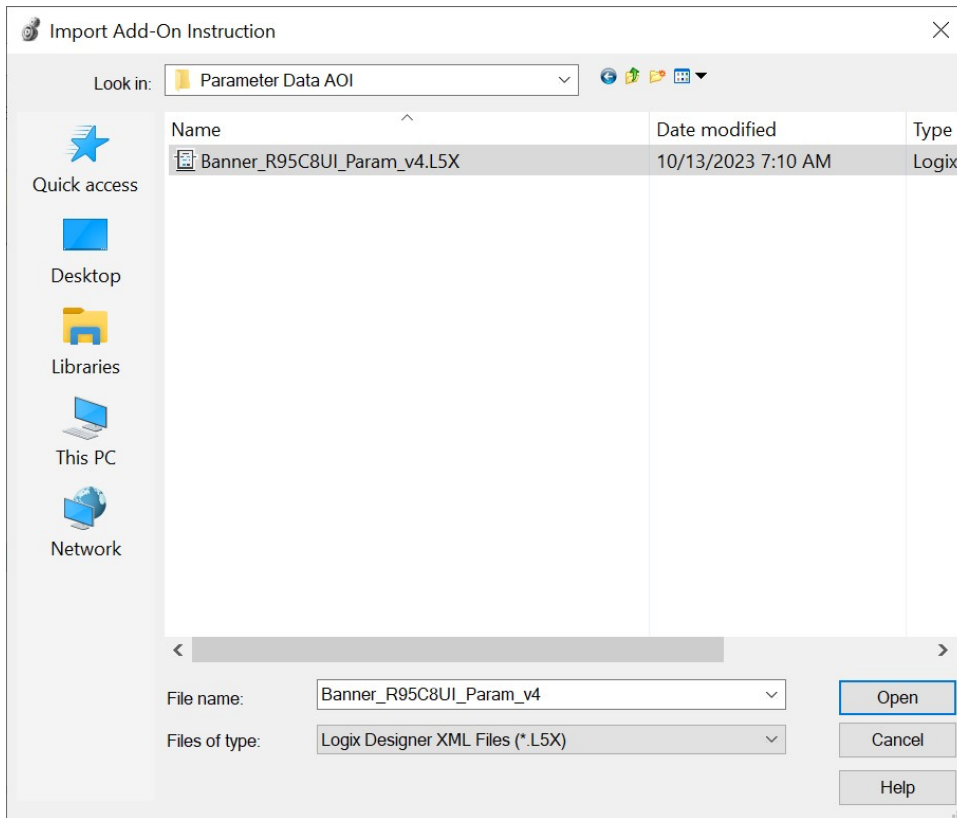 Import Add-On Instruction
Look in: Parameter Data AOI
Name Date modified Type
Banner_R95C8UI_Param_v4.L5X 10/13/2023 7:10 AM Logix
Quick access
Desktop
Libraries
This PC
Network
File name: Banner_R95C8UI_Param_v4 Open
Files of type: Logix Designer XML Files (*.L5X) Cancel
Help